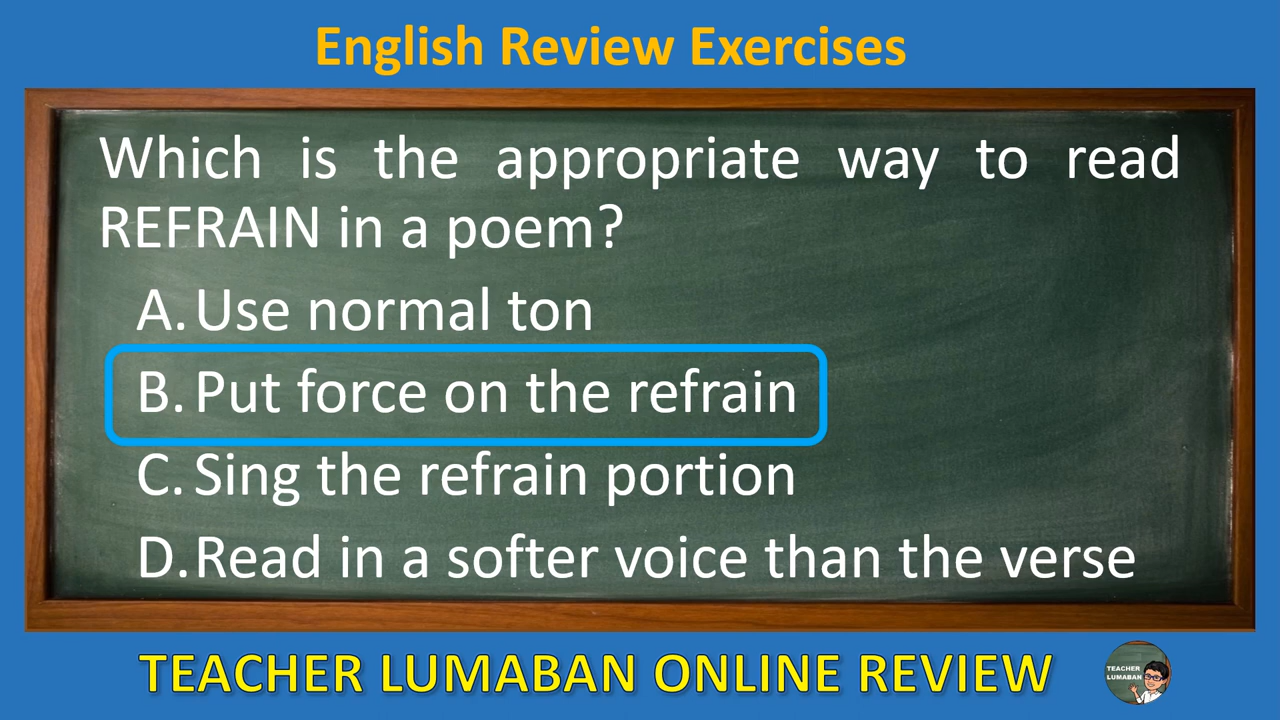 English Review Exercises
Which is the appropriate way to read
REFRAIN in a poem?
A. Use normal ton
B. Put force on the refrain
C. Sing the refrain portion
D. Read in a softer voice than the verse
TEACHER LUMABAN ONLINE REVIEW
TEACHER
LUMABAN